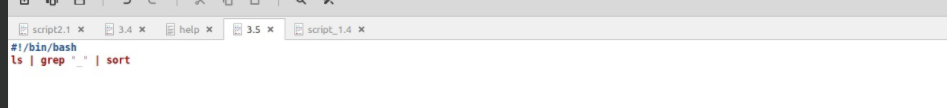 script2.1 3.4 help 3.5 script_1.4
#!/bin/bash
ls | grep "_" | sort